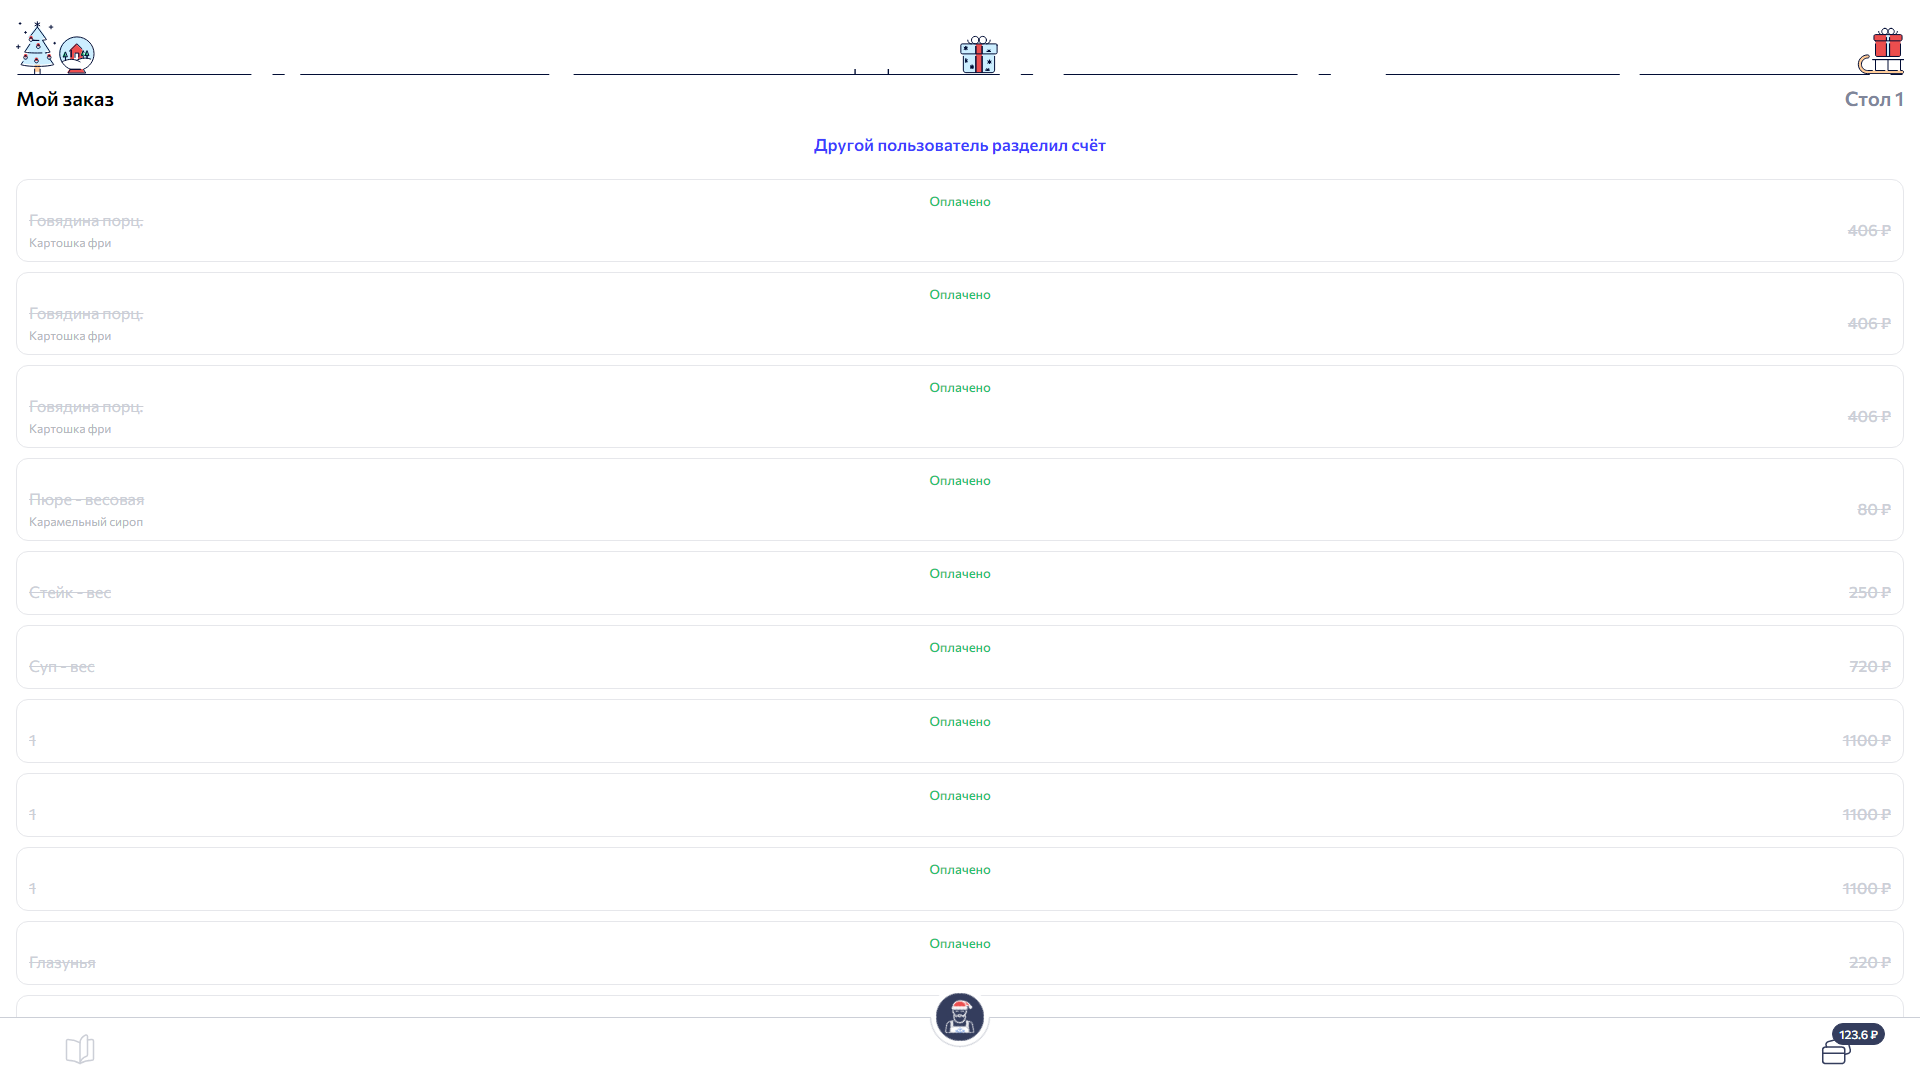 Мой заказ
Стол 1
Другой пользователь разделил счёт
Оплачено
Говядина порц.
Картошка фри
406 ₽
Оплачено
Говядина порц.
Картошка фри
406 ₽
Оплачено
Говядина порц.
Картошка фри
406 ₽
Оплачено
Пюре - весовая
Карамельный сироп
80 ₽
Оплачено
Стейк - вес
250 ₽
Оплачено
Суп - вес
720 ₽
Оплачено
1
1100 ₽
Оплачено
1
1100 ₽
Оплачено
1
1100 ₽
Оплачено
Глазунья
220 ₽
123.6 ₽